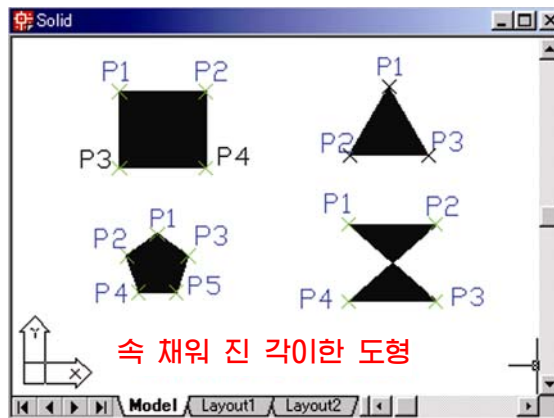 Solid
P1 P2
P3 P4
P1
P2 P3
P1
P2 P3
P4 P5
P1 P2
P4 P3
속 채워 진 각이한 도형
Y
X
Model Layout1 Layout2